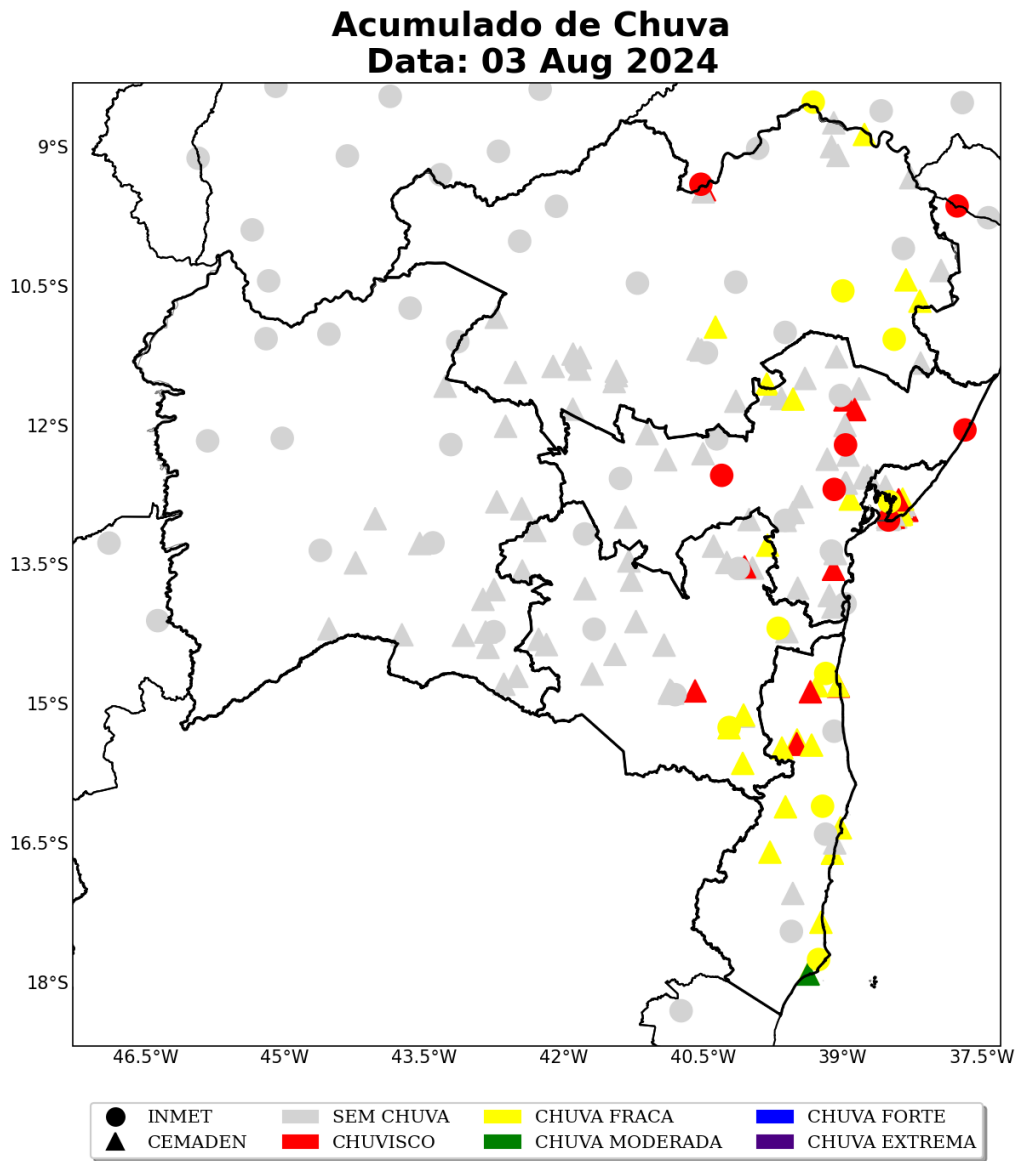 Acumulado de Chuva
Data: 03 Aug 2024
9°S
10.5°S
12°S
13.5°S
15°S
16.5°S
18°S
46.5°W 45°W 43.5°W 42°W 40.5°W 39°W 37.5°W
INMET SEM CHUVA CHUVA FRACA CHUVA FORTE
CEMADEN CHUVISCO CHUVA MODERADA CHUVA EXTREMA